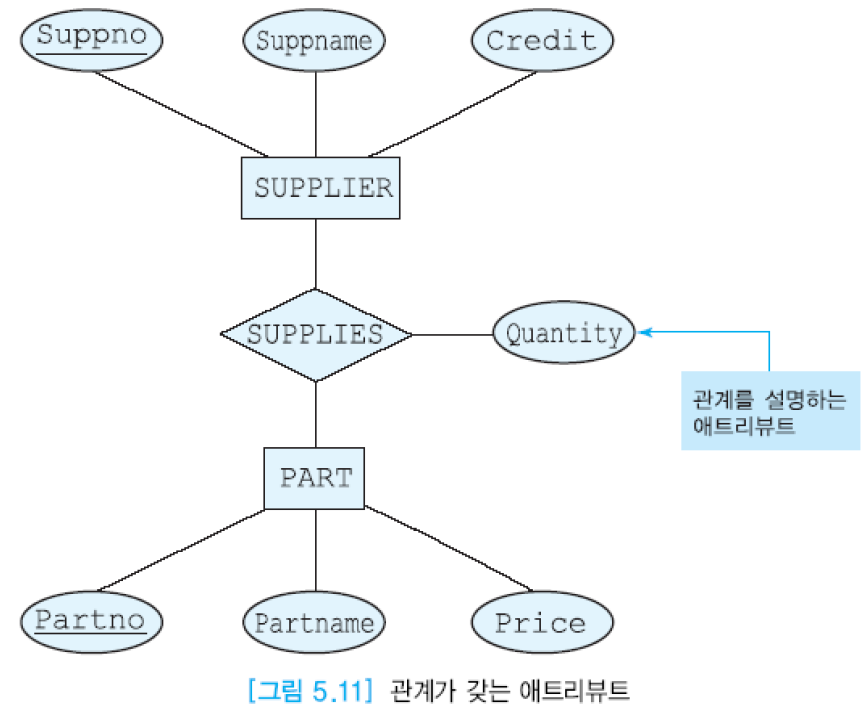 Suppno
Suppname
Credit
SUPPLIER
SUPPLIES
Quantity
관계를 설명하는
애트리뷰트
PART
Partno
Partname
Price
[그림 5.11] 관계가 갖는 애트리뷰트